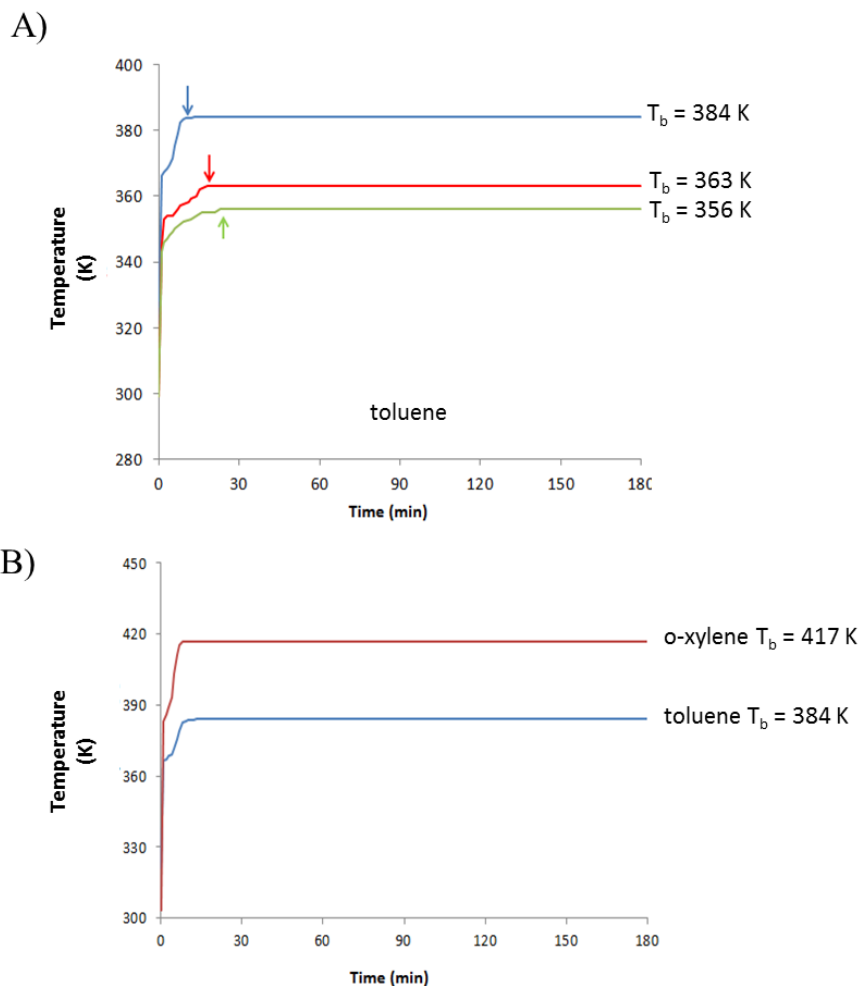 A)
400
380
360
340
320
300
280
Temperature
(K)
T_b = 384 K
T_b = 363 K
T_b = 356 K
toluene
0 30 60 90 120 150 180
Time (min)
B)
450
420
390
360
330
300
Temperature
(K)
o-xylene T_b = 417 K
toluene T_b = 384 K
0 30 60 90 120 150 180
Time (min)